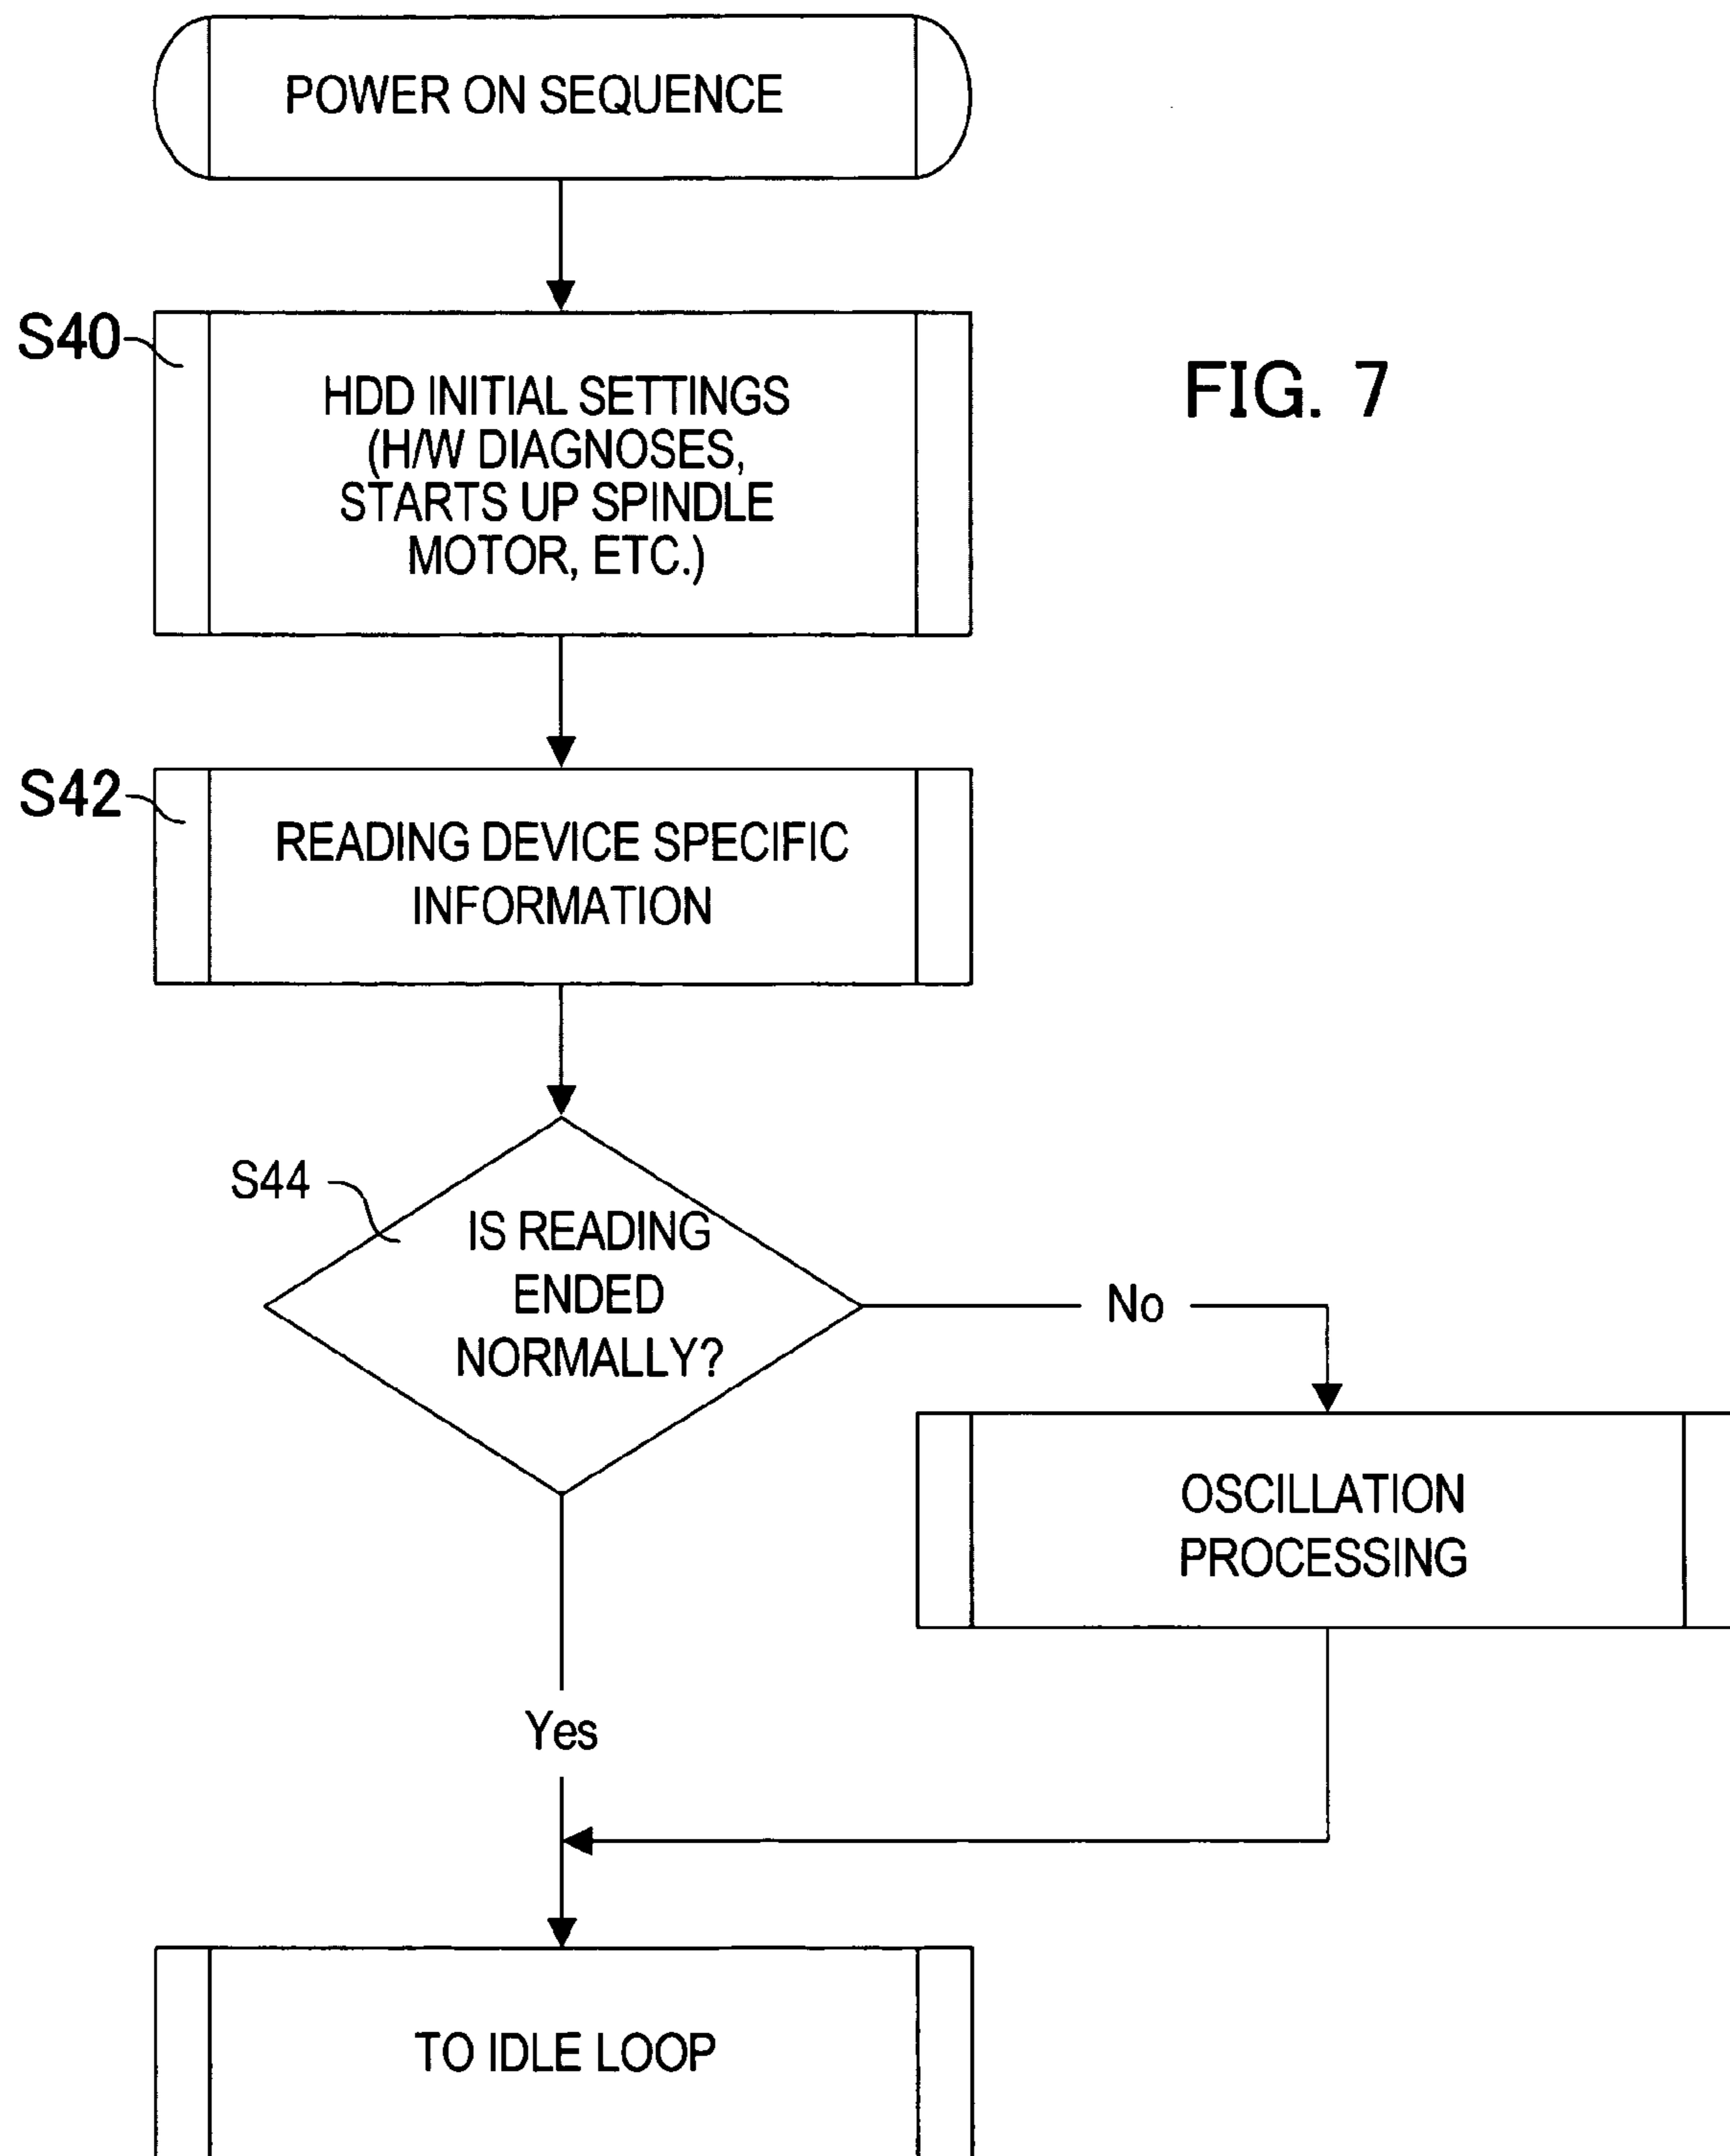 POWER ON SEQUENCE
S40
HDD INITIAL SETTINGS
(H/W DIAGNOSES,
STARTS UP SPINDLE
MOTOR, ETC.)
FIG. 7
S42
READING DEVICE SPECIFIC
INFORMATION
S44
IS READING
ENDED
NORMALLY?
No
OSCILLATION
PROCESSING
Yes
TO IDLE LOOP